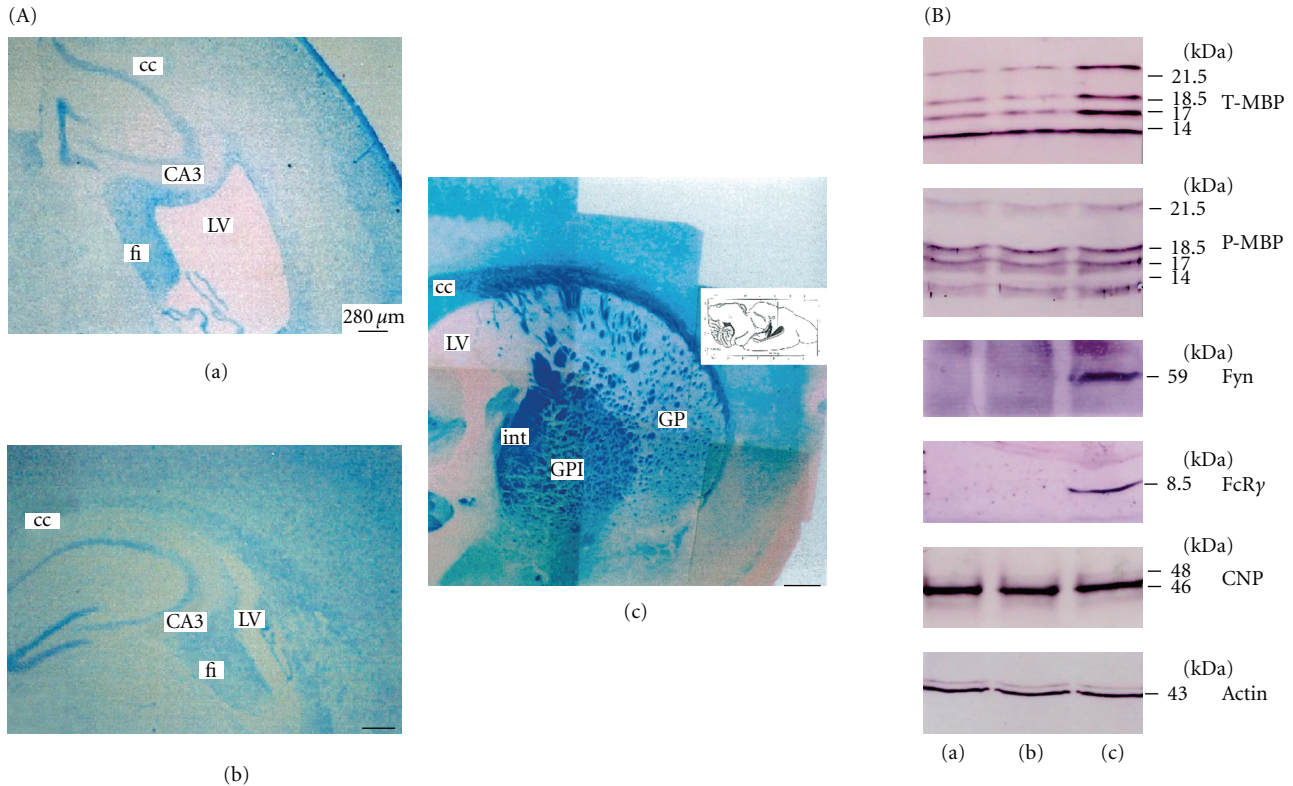 (A)
cc
CA3
LV
fi
280 µm
(a)
cc
CA3
LV
fi
(b)
cc
LV
GP
int
GPI
(c)
(B)
(kDa)
21.5
18.5
17
14
T-MBP
(kDa)
21.5
18.5
17
14
P-MBP
(kDa)
59
Fyn
(kDa)
8.5
FcRγ
(kDa)
48
46
CNP
(kDa)
43
Actin
(a) (b) (c)